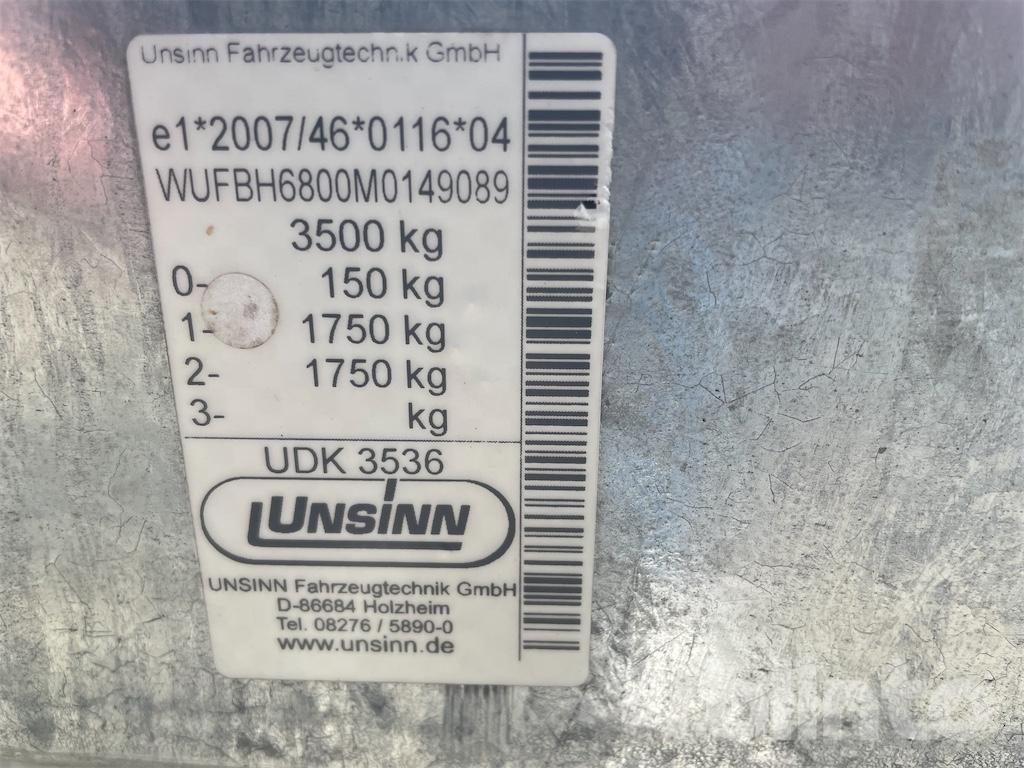 Unsinn Fahrzeugtechnik GmbH
e1*2007/46*0116*04
WUFBH6800M0149089
3500 kg
0- 150 kg
1- 1750 kg
2- 1750 kg
3- kg
UDK 3536
UNSINN
UNSINN Fahrzeugtechnik GmbH
D-86684 Holzheim
Tel. 08276 / 5890-0
www.unsinn.de